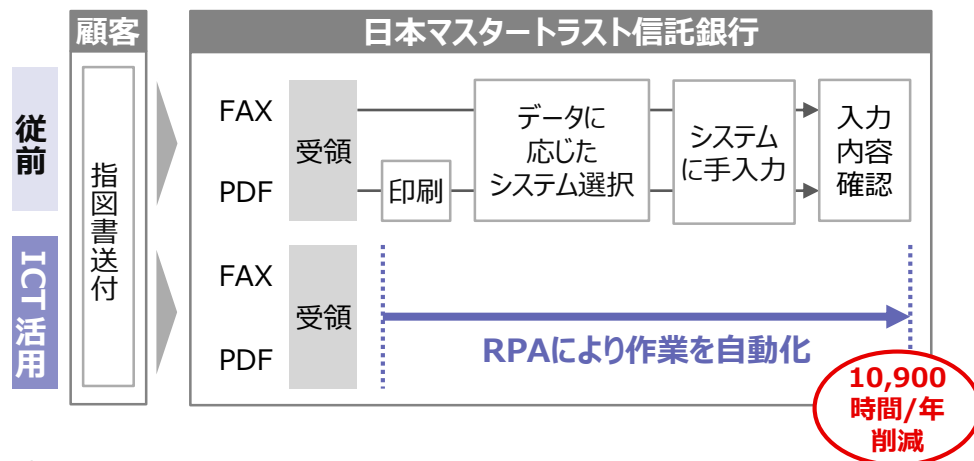 顧客
日本マスタートラスト信託銀行
従前
指図書送付
FAX
PDF
受領
印刷
データに
応じた
システム選択
システム
に手入力
入力
内容
確認
ICT活用
FAX
PDF
受領
RPAにより作業を自動化
10,900
時間/年
削減